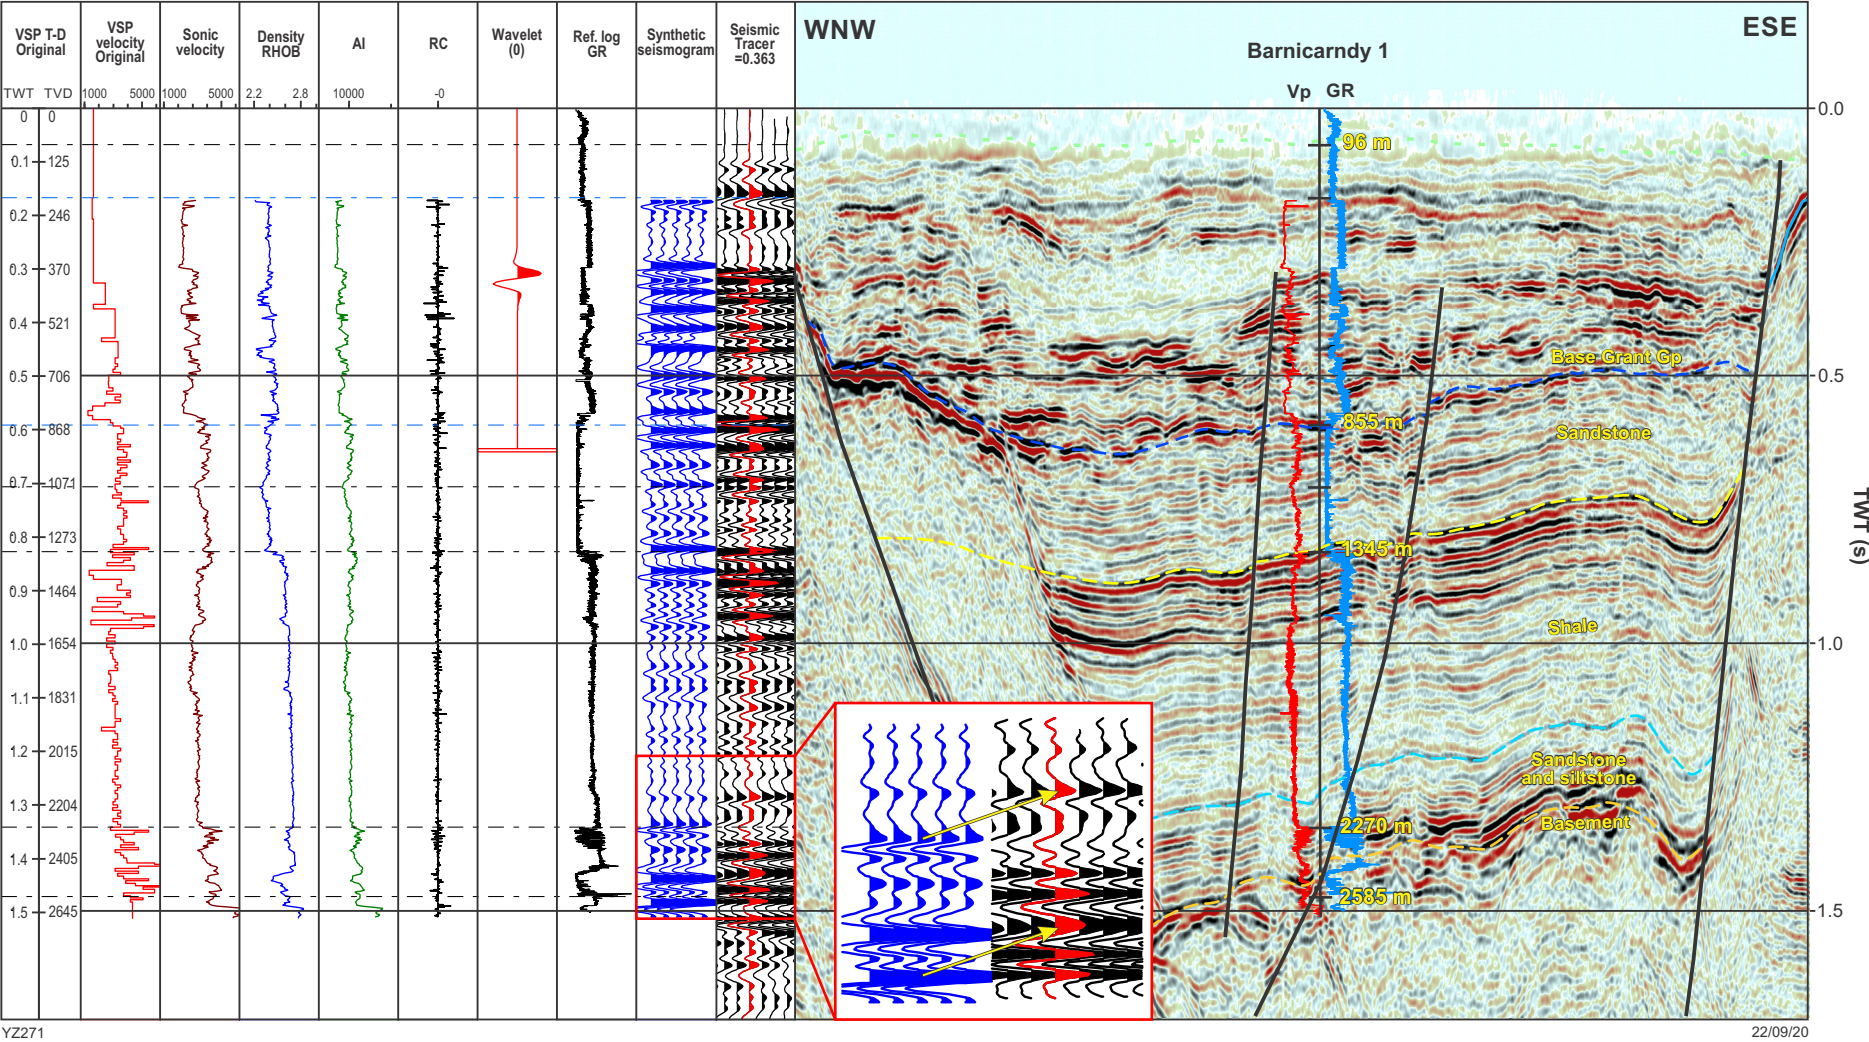 VSP T-D
Original
VSP
velocity
Original
Sonic
velocity
Density
RHOB
AI
RC
Wavelet
(0)
Ref. log
GR
Synthetic
seismogram
Seismic
Tracer
=0.363
TWT TVD
1000 5000
1000 5000
2.2 2.8
10000
-0
WNW
ESE
Barnicarndy 1
Vp GR
0 0
0.1 125
0.2 246
0.3 370
0.4 521
0.5 706
0.6 868
0.7 1071
0.8 1273
0.9 1464
1.0 1654
1.1 1831
1.2 2015
1.3 2204
1.4 2405
1.5 2645
96 m
Base Grant Gp
855 m
Sandstone
1345 m
Shale
Sandstone
and siltstone
Basement
2270 m
2585 m
0.0
0.5
1.0
1.5
TWT (s)
YZ271
22/09/20